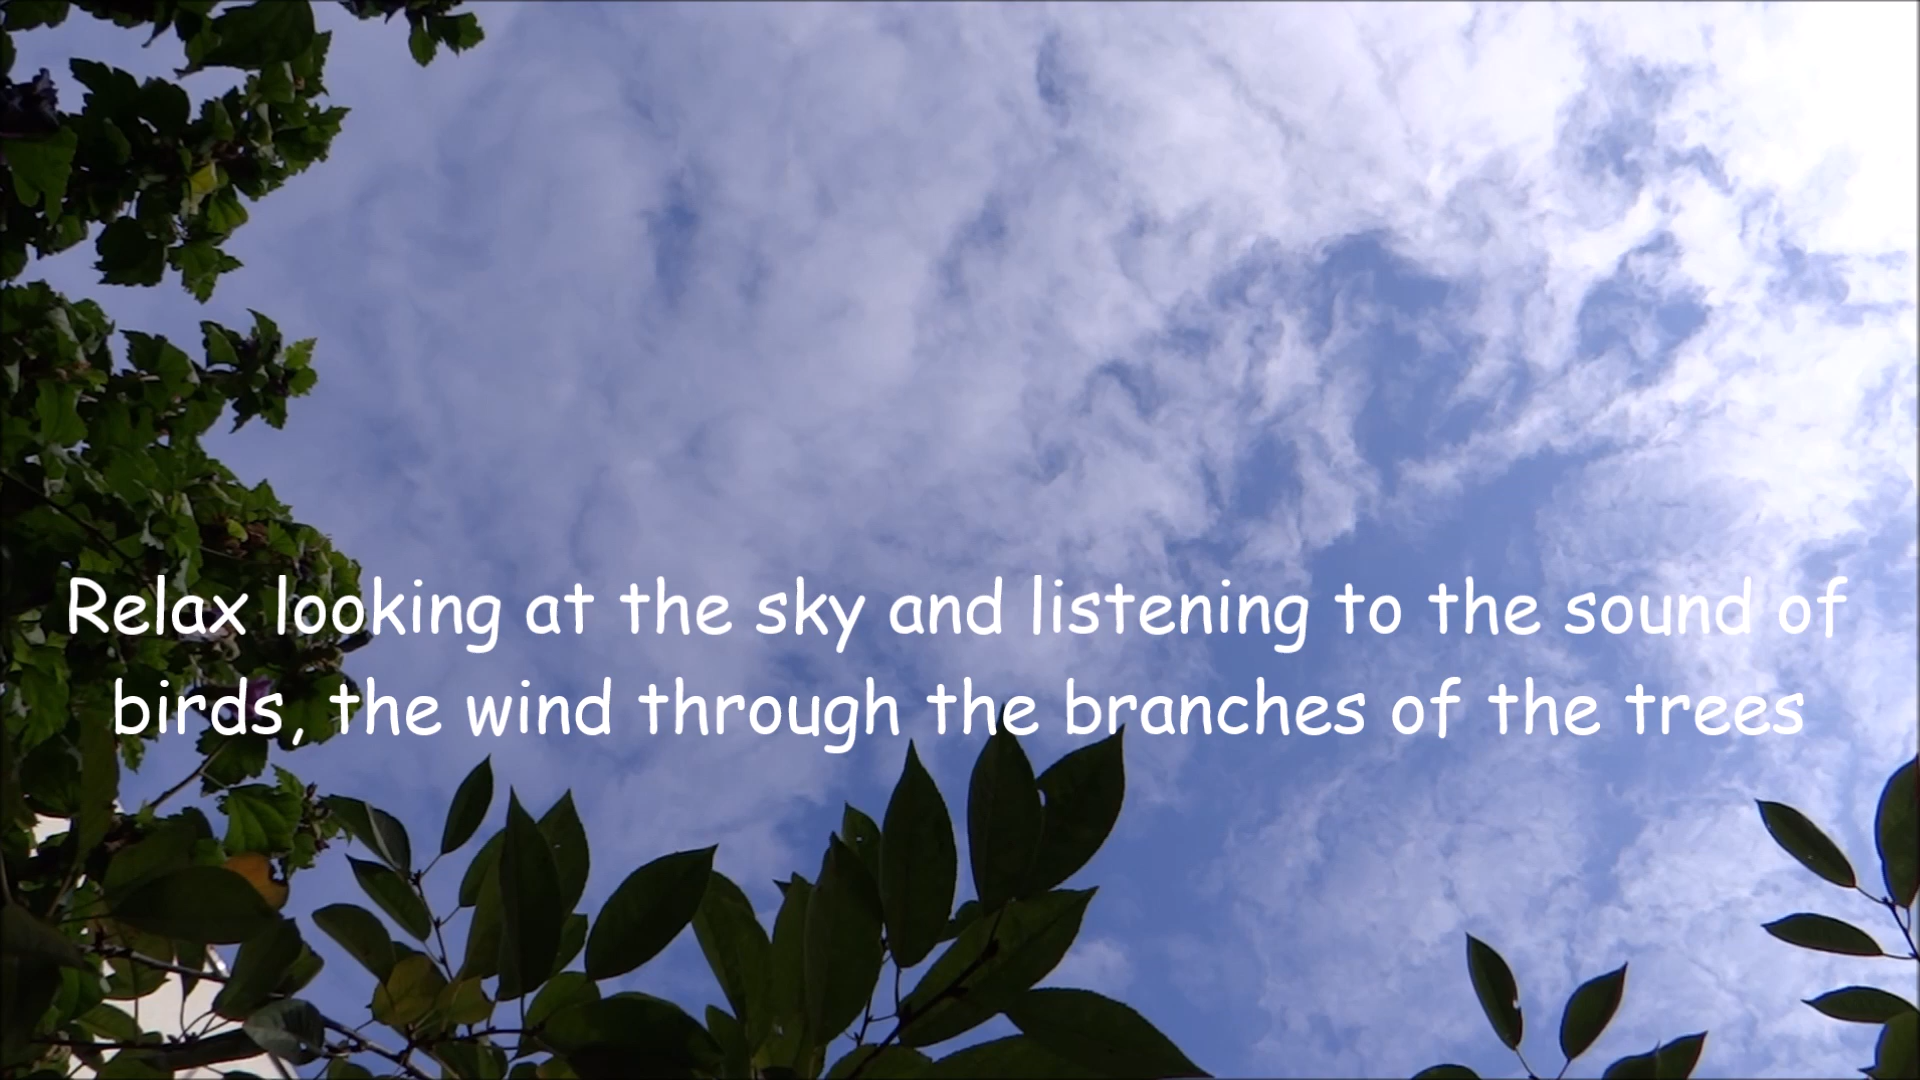 Relax looking at the sky and listening to the sound of
birds, the wind through the branches of the trees